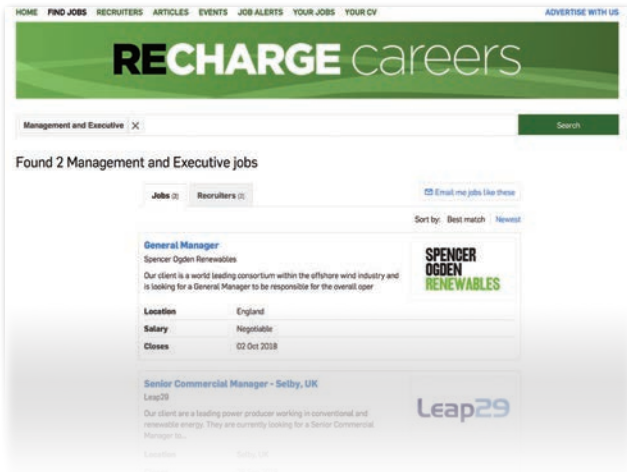 HOME FIND JOBS RECRUITERS ARTICLES EVENTS JOB ALERTS YOUR JOBS YOUR CV ADVERTISE WITH US
RECHARGE careers
Management and Executive X Search
Found 2 Management and Executive jobs
Jobs (2) Recruiters (2) Email me jobs like these
Sort by: Best match Newest
General Manager
Spencer Ogden Renewables
Our client is a world leading consortium within the offshore wind industry and
is looking for a General Manager to be responsible for the overall oper
SPENCER
OGDEN
RENEWABLES
Location England
Salary Negotiable
Closes 02 Oct 2018
Senior Commercial Manager - Selby, UK
Leap29
Our client are a leading power producer working in conventional and
renewable energy. They are currently looking for a Senior Commercial
Manager to...
Leap29
Location Selby, UK